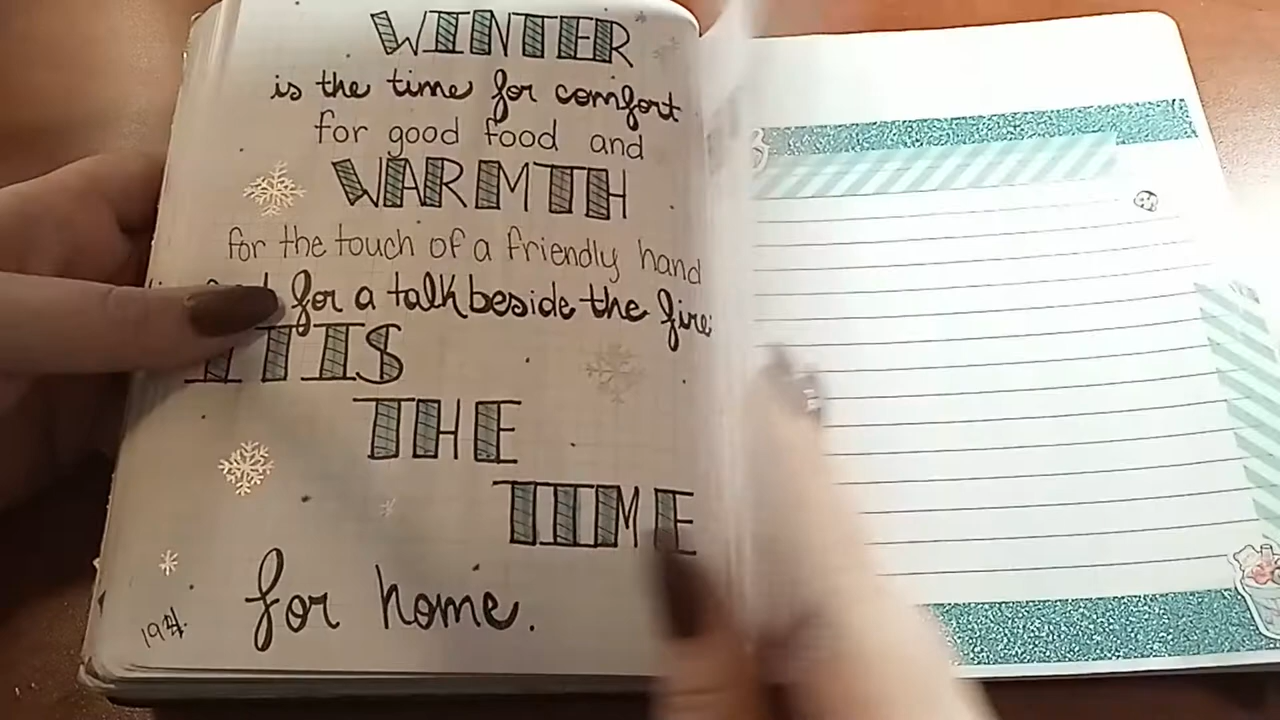 WINTER
is the time for comfort
for good food and
WARMTH
for the touch of a friendly hand
for a talk beside the fire:
IT IS
THE
TIME
for home.